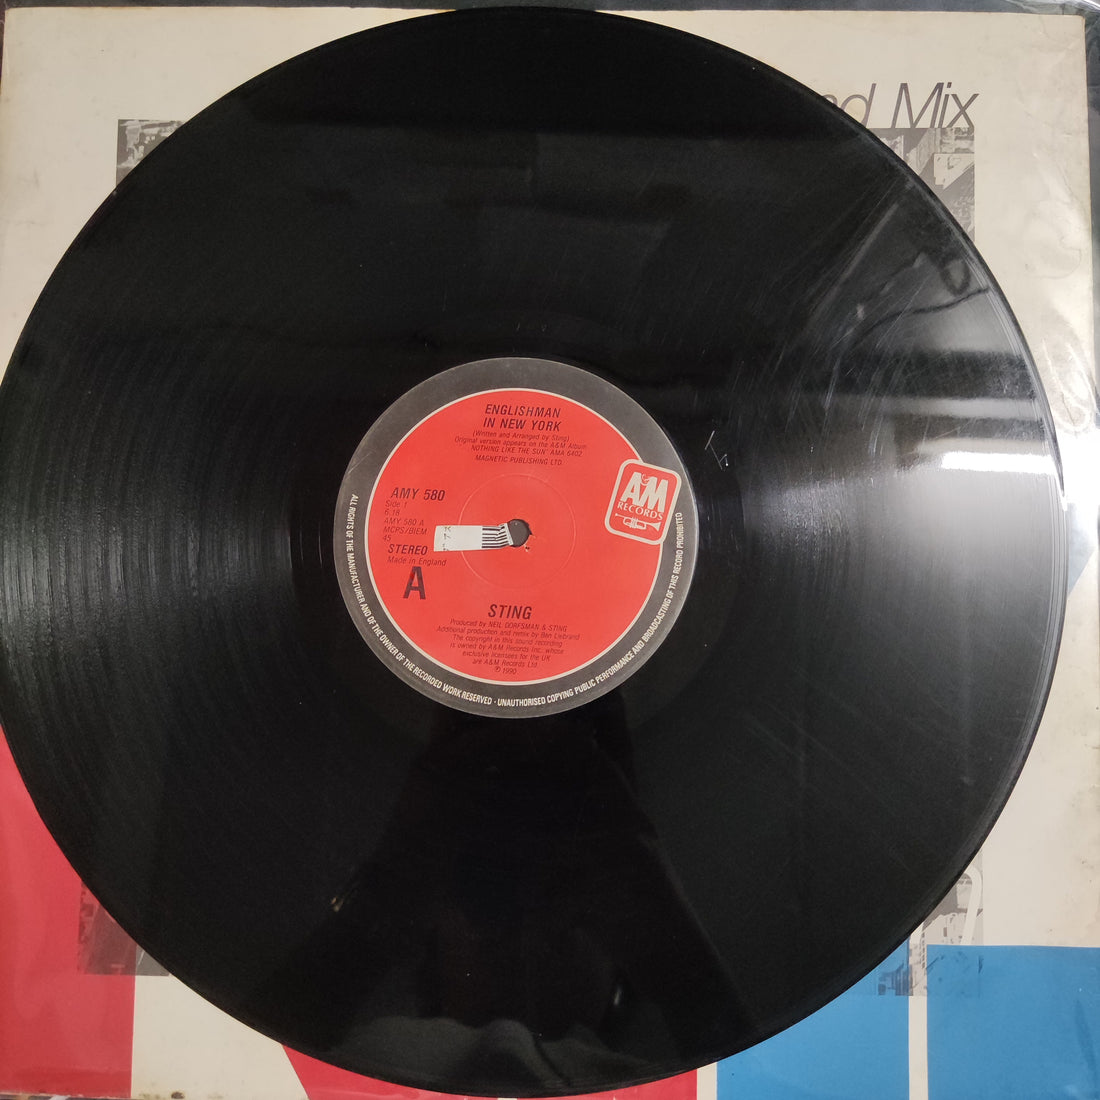 Mix
ENGLISHMAN
IN NEW YORK
(Written and Arranged by Sting)
Original version appears on the A&M Album
NOTHING LIKE THE SUN' AMA 6402
MAGNETIC PUBLISHING LTD.
A&M
RECORDS
AMY 580
Side 1
6.18
AMY 580 A
MCPS/BIEM
45
STEREO
Made in England
A
STING
Produced by NEIL DORFSMAN & STING
Additional production and remix by Ben Liebrand
The copyright in this sound recording
is owned by A&M Records Inc. whose
exclusive licensees for the UK
are A&M Records Ltd.
℗ 1990
ALL RIGHTS OF THE MANUFACTURER AND OF THE OWNER OF THE RECORDED WORK RESERVED · UNAUTHORISED COPYING PUBLIC PERFORMANCE AND BROADCASTING OF THIS RECORD PROHIBITED